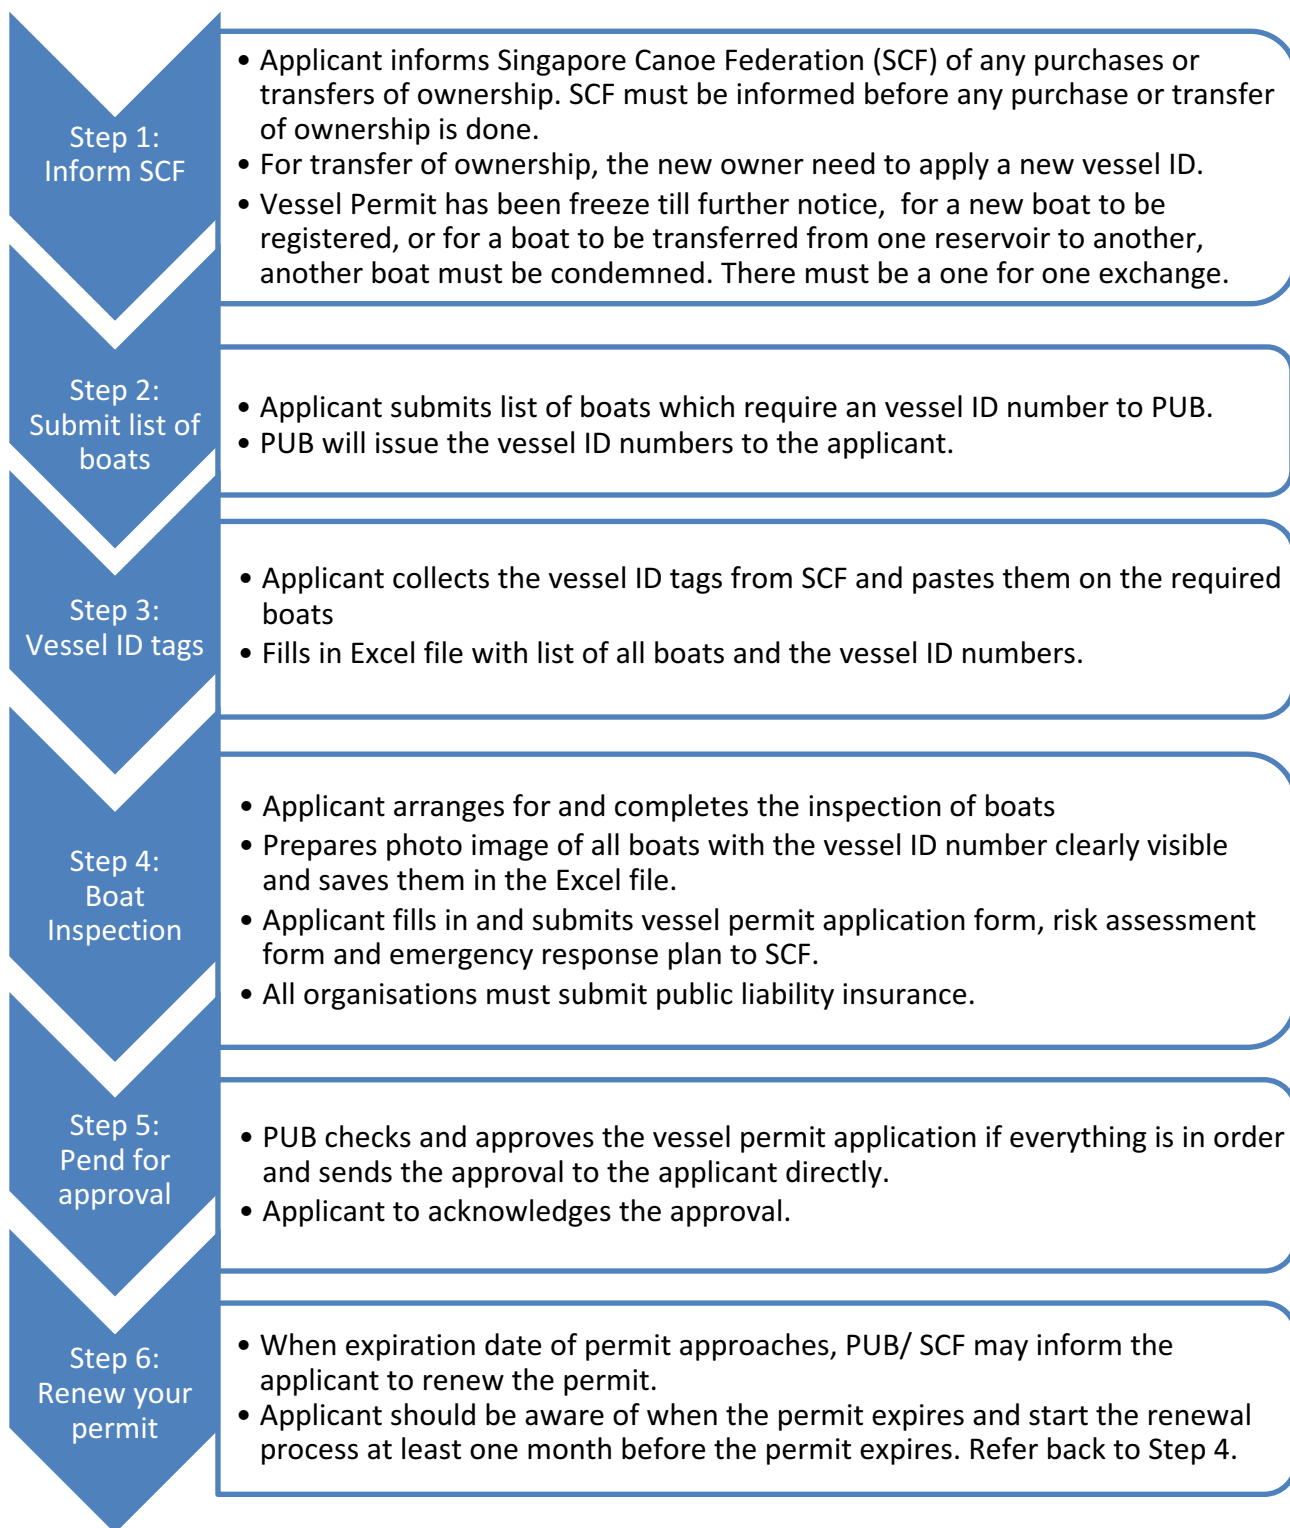 Step 1:
Inform SCF
• Applicant informs Singapore Canoe Federation (SCF) of any purchases or
transfers of ownership. SCF must be informed before any purchase or transfer
of ownership is done.
• For transfer of ownership, the new owner need to apply a new vessel ID.
• Vessel Permit has been freeze till further notice,  for a new boat to be
registered, or for a boat to be transferred from one reservoir to another,
another boat must be condemned. There must be a one for one exchange.
Step 2:
Submit list of
boats
• Applicant submits list of boats which require an vessel ID number to PUB.
• PUB will issue the vessel ID numbers to the applicant.
Step 3:
Vessel ID tags
• Applicant collects the vessel ID tags from SCF and pastes them on the required
boats
• Fills in Excel file with list of all boats and the vessel ID numbers.
Step 4:
Boat
Inspection
• Applicant arranges for and completes the inspection of boats
• Prepares photo image of all boats with the vessel ID number clearly visible
and saves them in the Excel file.
• Applicant fills in and submits vessel permit application form, risk assessment
form and emergency response plan to SCF.
• All organisations must submit public liability insurance.
Step 5:
Pend for
approval
• PUB checks and approves the vessel permit application if everything is in order
and sends the approval to the applicant directly.
• Applicant to acknowledges the approval.
Step 6:
Renew your
permit
• When expiration date of permit approaches, PUB/ SCF may inform the
applicant to renew the permit.
• Applicant should be aware of when the permit expires and start the renewal
process at least one month before the permit expires. Refer back to Step 4.